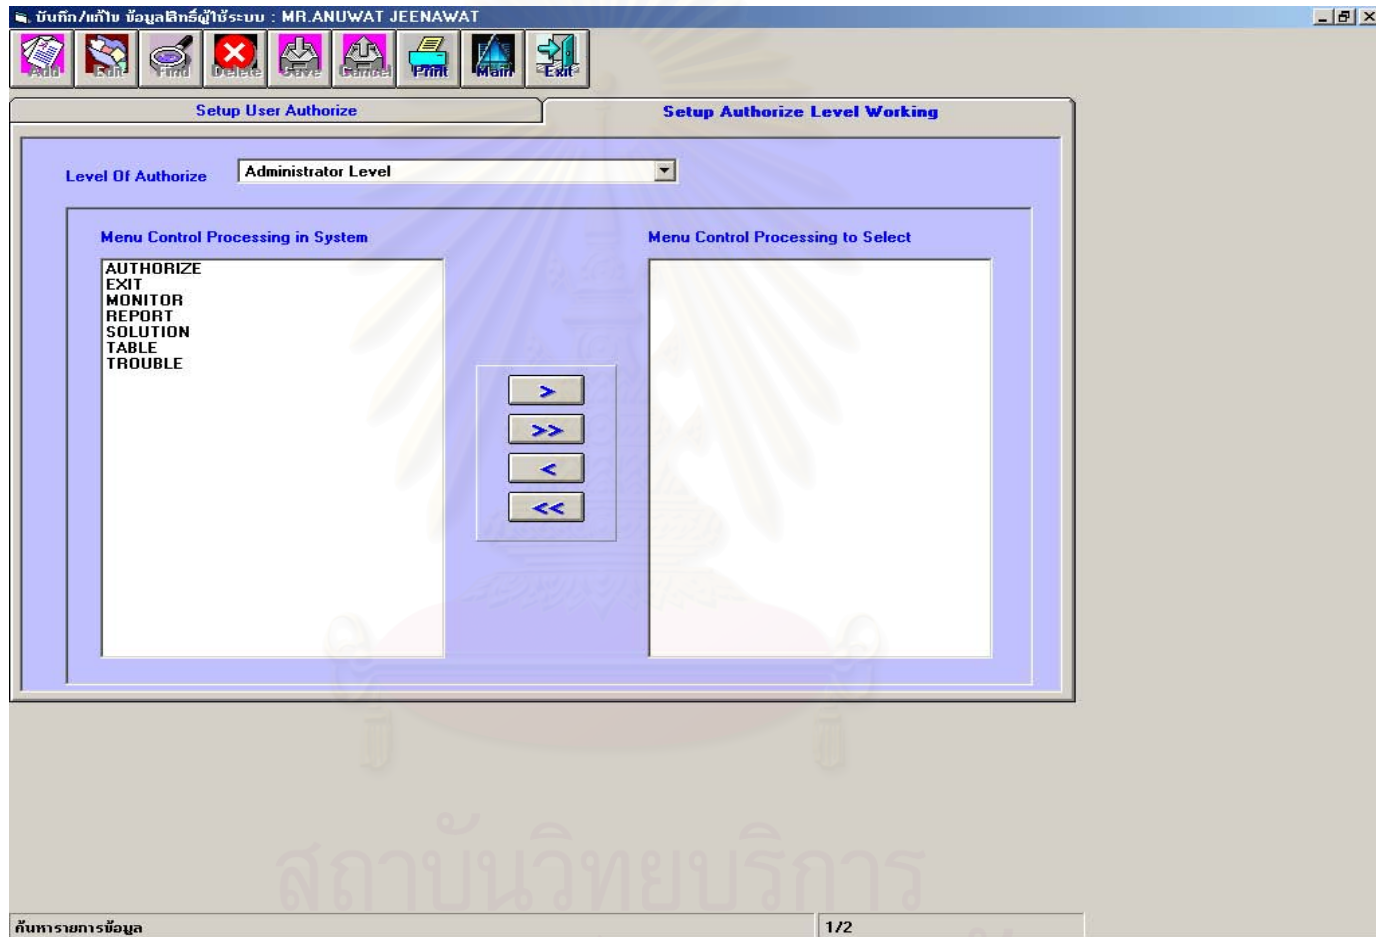 บันทึก/แก้ไข ข้อมูลสิทธิ์ผู้ใช้ระบบ : MR.ANUWAT JEENAWAT
Add Edit Find Delete Save Cancel Print Main Exit
Setup User Authorize Setup Authorize Level Working
Level Of Authorize Administrator Level
Menu Control Processing in System Menu Control Processing to Select
AUTHORIZE
EXIT
MONITOR
REPORT
SOLUTION
TABLE
TROUBLE
>
>>
<
<<
สถาบันวิทยบริการ
ค้นหารายการข้อมูล 1/2